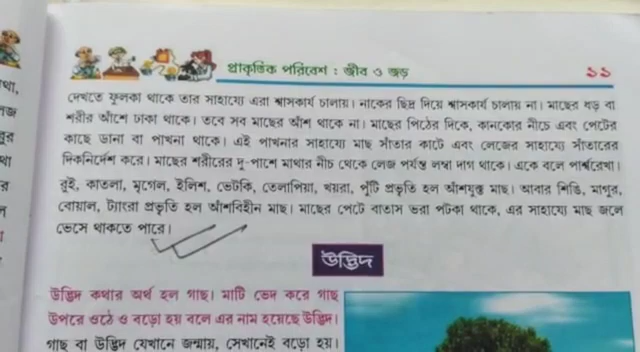 প্রাকৃতিক পরিবেশ : জীব ও জড়
১১
দেখতে ফুলকা থাকে তার সাহায্যে এরা শ্বাসকার্য চালায়। নাকের ছিদ্র দিয়ে শ্বাসকার্য চালায় না। মাছের ধড় বা
শরীর আঁশে ঢাকা থাকে। তবে সব মাছের আঁশ থাকে না। মাছের পিঠের দিকে, কানকোর নীচে এবং পেটের
কাছে ডানা বা পাখনা থাকে। এই পাখনার সাহায্যে মাছ সাঁতার কাটে এবং লেজের সাহায্যে সাঁতারের
দিকনির্দেশ করে। মাছের শরীরের দু-পাশে মাথার নীচ থেকে লেজ পর্যন্ত লম্বা দাগ থাকে। একে বলে পার্শ্বরেখা।
রুই, কাতলা, মৃগেল, ইলিশ, ভেটকি, তেলাপিয়া, খয়রা, পুঁটি প্রভৃতি হল আঁশযুক্ত মাছ। আবার শিঙি, মাগুর,
বোয়াল, ট্যাংরা প্রভৃতি হল আঁশবিহীন মাছ। মাছের পেটে বাতাস ভরা পটকা থাকে, এর সাহায্যে মাছ জলে
ভেসে থাকতে পারে।
উদ্ভিদ
উদ্ভিদ কথার অর্থ হল গাছ। মাটি ভেদ করে গাছ
উপরে ওঠে ও বড়ো হয় বলে এর নাম হয়েছে উদ্ভিদ।
গাছ বা উদ্ভিদ যেখানে জন্মায়, সেখানেই বড়ো হয়।